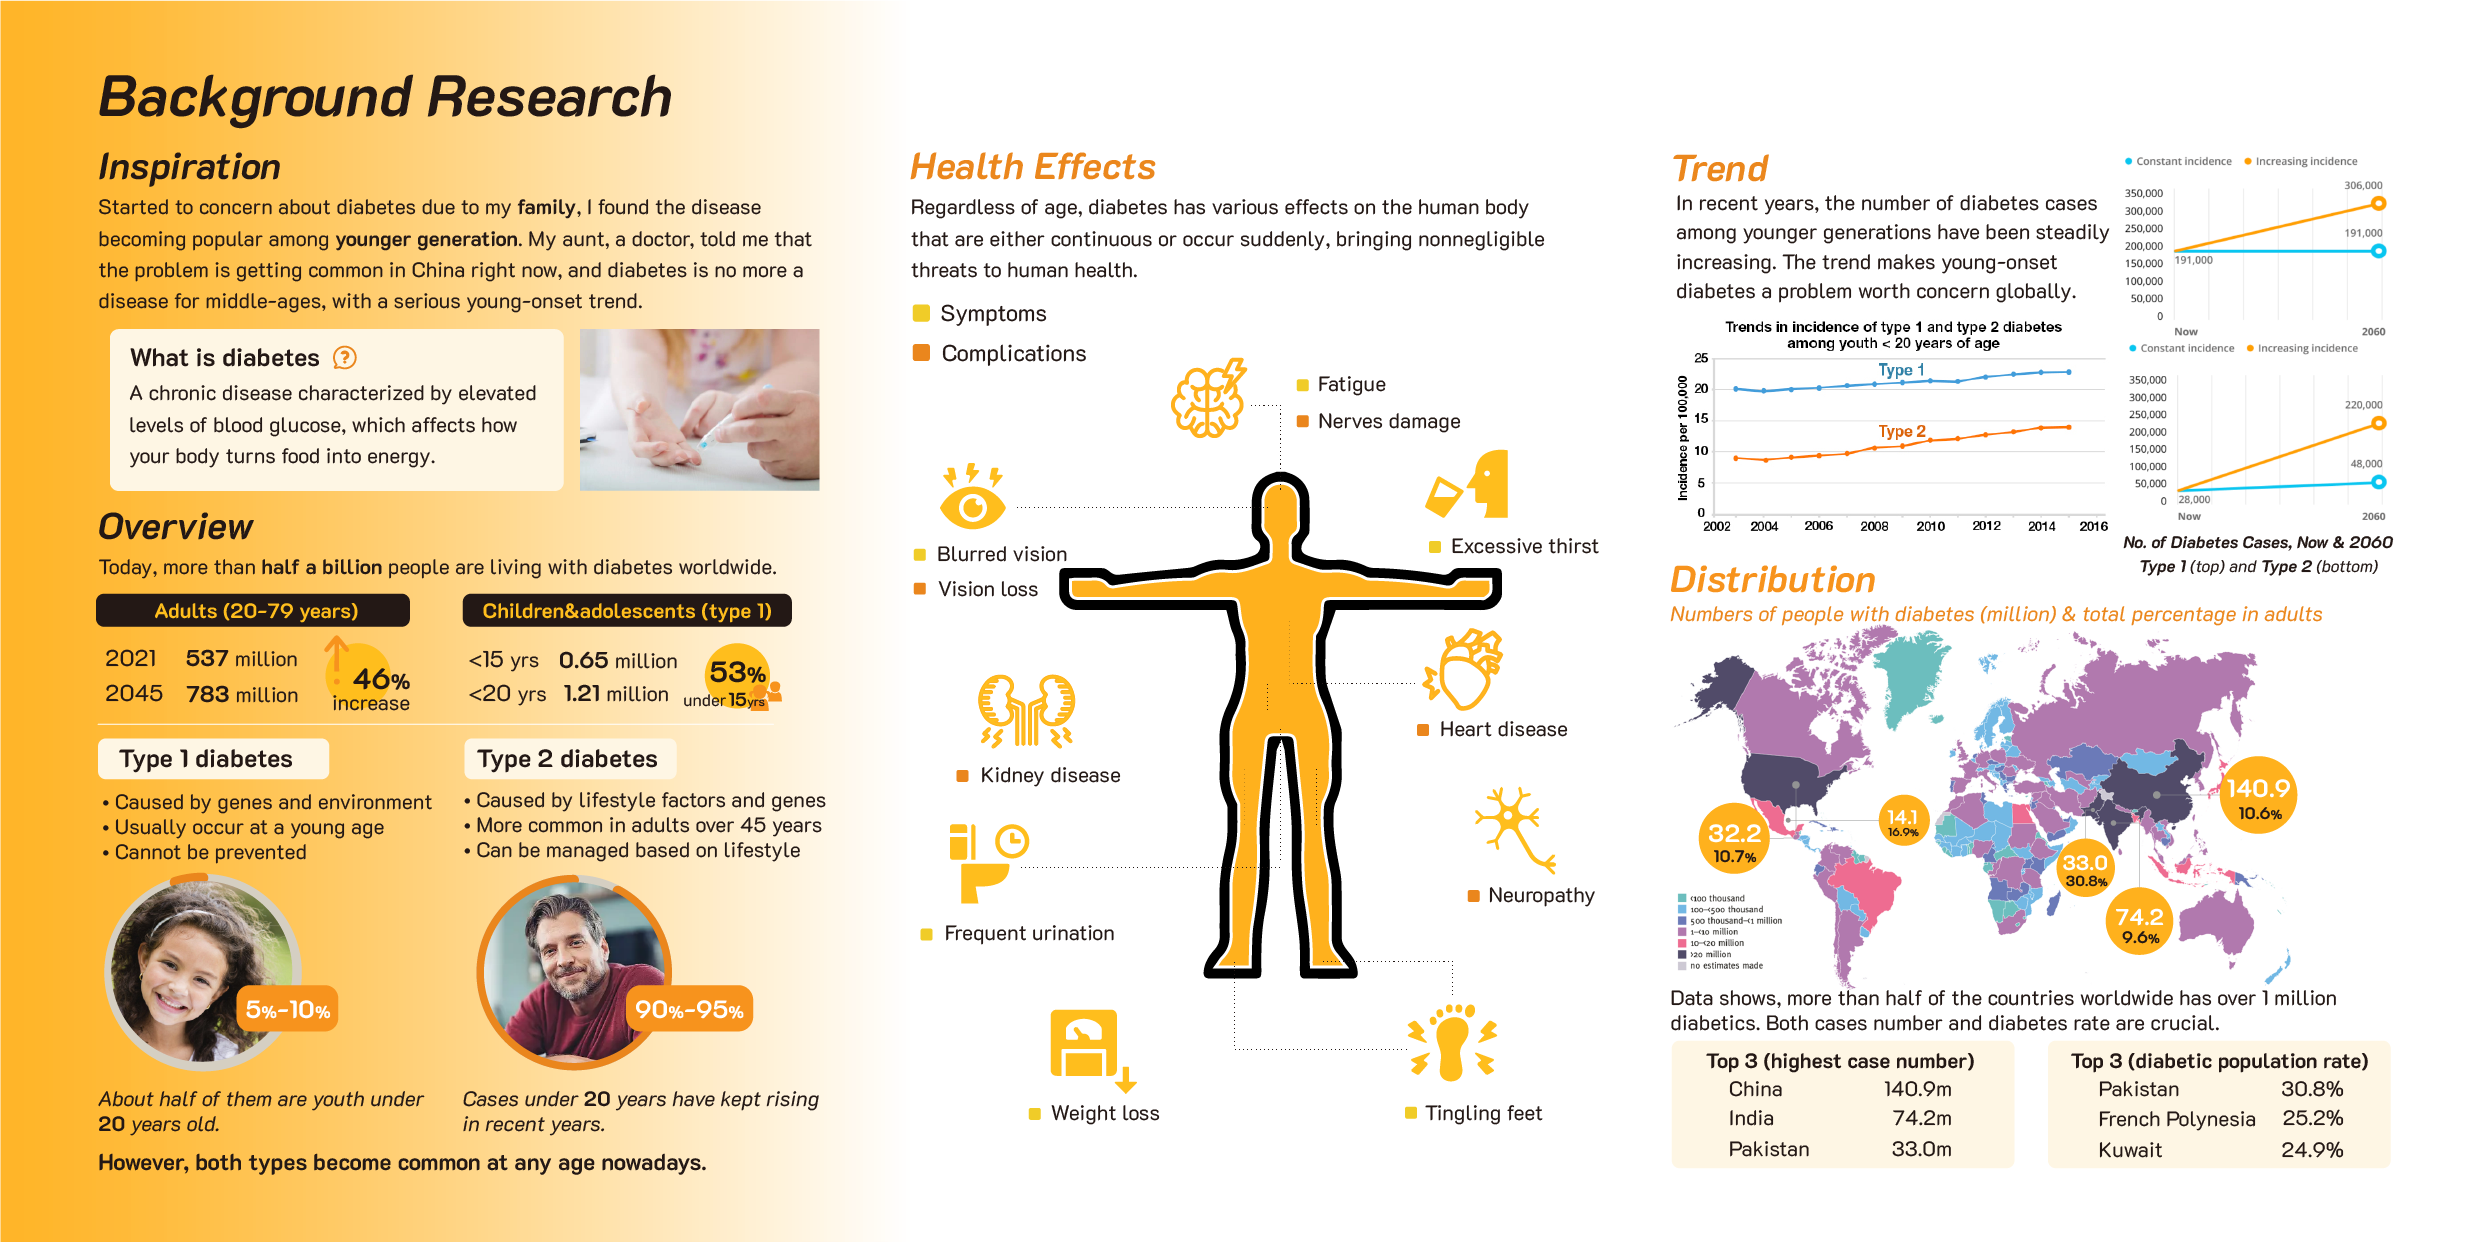 Background Research
Inspiration
Started to concern about diabetes due to my family, I found the disease
becoming popular among younger generation. My aunt, a doctor, told me that
the problem is getting common in China right now, and diabetes is no more a
disease for middle-ages, with a serious young-onset trend.
What is diabetes ?
A chronic disease characterized by elevated
levels of blood glucose, which affects how
your body turns food into energy.
Overview
Today, more than half a billion people are living with diabetes worldwide.
Adults (20-79 years)
2021 537 million
2045 783 million
46%
increase
Children&adolescents (type 1)
<15 yrs 0.65 million
<20 yrs 1.21 million
53%
under 15yrs
Type 1 diabetes
• Caused by genes and environment
• Usually occur at a young age
• Cannot be prevented
5%-10%
About half of them are youth under
20 years old.
Type 2 diabetes
• Caused by lifestyle factors and genes
• More common in adults over 45 years
• Can be managed based on lifestyle
90%-95%
Cases under 20 years have kept rising
in recent years.
However, both types become common at any age nowadays.
Health Effects
Regardless of age, diabetes has various effects on the human body
that are either continuous or occur suddenly, bringing nonnegligible
threats to human health.
Symptoms
Complications
Fatigue
Nerves damage
Blurred vision
Vision loss
Excessive thirst
Kidney disease
Heart disease
Frequent urination
Neuropathy
Weight loss
Tingling feet
Trend
In recent years, the number of diabetes cases
among younger generations have been steadily
increasing. The trend makes young-onset
diabetes a problem worth concern globally.
Trends in incidence of type 1 and type 2 diabetes
among youth < 20 years of age
Incidence per 100,000
25
20
15
10
5
0
Type 1
Type 2
2002 2004 2006 2008 2010 2012 2014 2016
Constant incidence Increasing incidence
350,000
300,000
250,000
200,000
150,000
100,000
50,000
0
306,000
191,000
191,000
Now 2060
Constant incidence Increasing incidence
350,000
300,000
250,000
200,000
150,000
100,000
50,000
0
220,000
48,000
28,000
Now 2060
No. of Diabetes Cases, Now & 2060
Type 1 (top) and Type 2 (bottom)
Distribution
Numbers of people with diabetes (million) & total percentage in adults
32.2
10.7%
14.1
16.9%
33.0
30.8%
74.2
9.6%
140.9
10.6%
<100 thousand
100–<500 thousand
500 thousand–<1 million
1–<10 million
10–<20 million
>20 million
no estimates made
Data shows, more than half of the countries worldwide has over 1 million
diabetics. Both cases number and diabetes rate are crucial.
Top 3 (highest case number)
China 140.9m
India 74.2m
Pakistan 33.0m
Top 3 (diabetic population rate)
Pakistan 30.8%
French Polynesia 25.2%
Kuwait 24.9%